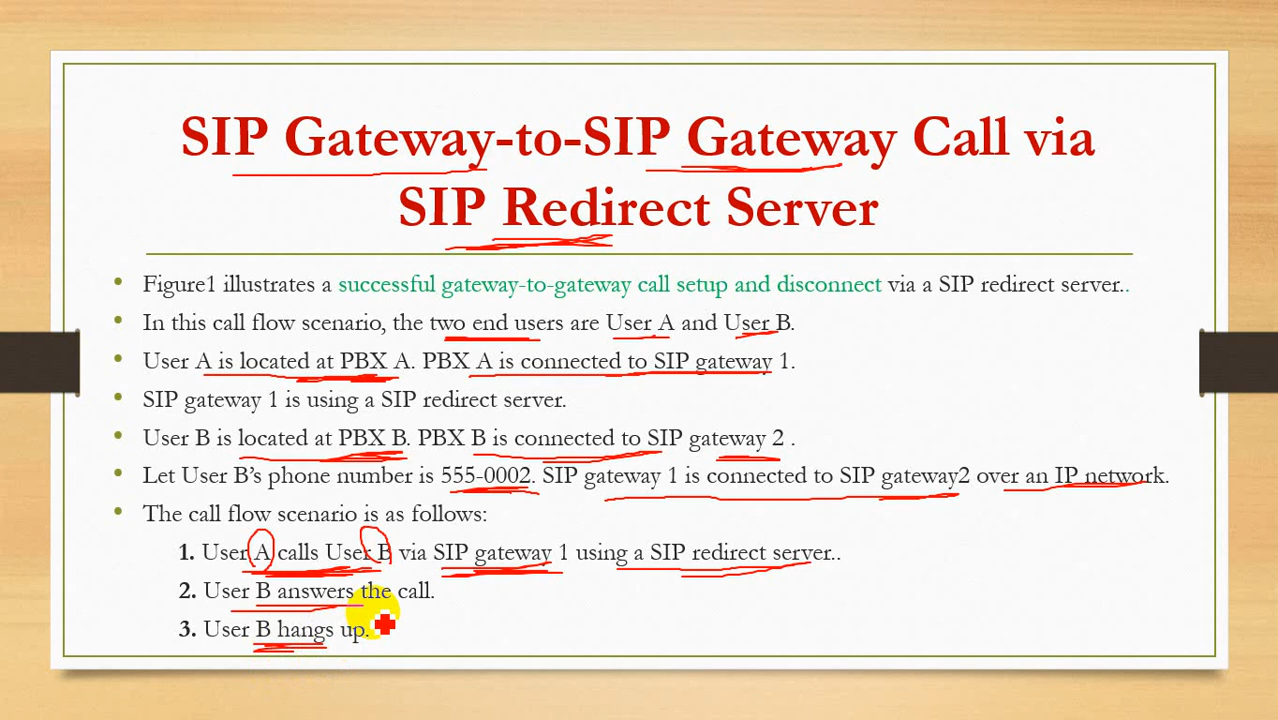 SIP Gateway-to-SIP Gateway Call via
SIP Redirect Server
• Figure1 illustrates a successful gateway-to-gateway call setup and disconnect via a SIP redirect server..
• In this call flow scenario, the two end users are User A and User B.
• User A is located at PBX A. PBX A is connected to SIP gateway 1.
• SIP gateway 1 is using a SIP redirect server.
• User B is located at PBX B. PBX B is connected to SIP gateway 2 .
• Let User B’s phone number is 555-0002. SIP gateway 1 is connected to SIP gateway2 over an IP network.
• The call flow scenario is as follows:
1. User A calls User B via SIP gateway 1 using a SIP redirect server..
2. User B answers the call.
3. User B hangs up.